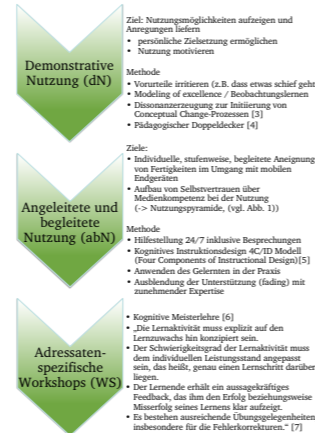 Demonstrative
Nutzung (dN)
Ziel: Nutzungsmöglichkeiten aufzeigen und
Anregungen liefern
• persönliche Zielsetzung ermöglichen
• Nutzung motivieren
Methode
• Vorurteile irritieren (z.B. dass etwas schief geht
• Modeling of excellence / Beobachtungslernen
• Dissonanzerzeugung zur Initiierung von
Conceptual Change-Prozessen [3]
• Pädagogischer Doppeldecker [4]
Angeleitete und
begleitete
Nutzung (abN)
Ziele:
• Individuelle, stufenweise, begleitete Aneignung
von Fertigkeiten im Umgang mit mobilen
Endgeräten
• Aufbau von Selbstvertrauen über
Medienkompetenz bei der Nutzung
(-> Nutzungspyramide, (vgl. Abb. 1))
Methode
• Hilfestellung 24/7 inklusive Besprechungen
• Kognitives Instruktionsdesign 4C/ID Modell
(Four Components of Instructional Design)[5]
• Anwenden des Gelernten in der Praxis
• Ausblendung der Unterstützung (fading) mit
zunehmender Expertise
Adressaten-
spezifische
Workshops (WS)
• Kognitive Meisterlehre [6]
• „Die Lernaktivität muss explizit auf den
Lernzuwachs hin konzipiert sein.
• Der Schwierigkeitsgrad der Lernaktivität muss
dem individuellen Leistungsstand angepasst
sein, das heißt, genau einen Lernschritt darüber
liegen.
• Der Lernende erhält ein aussagekräftiges
Feedback, das ihm den Erfolg beziehungsweise
Misserfolg seines Lernens klar aufzeigt.
• Es bestehen ausreichende Übungsgelegenheiten
insbesondere für die Fehlerkorrekturen.“ [7]